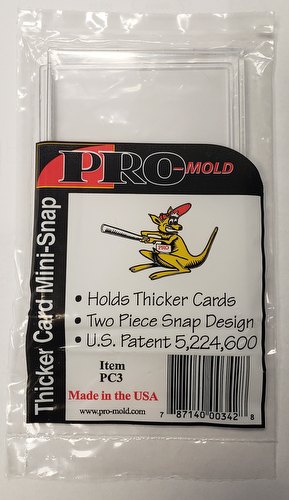 PRO-MOLD
Thicker Card Mini-Snap
• Holds Thicker Cards
• Two Piece Snap Design
• U.S. Patent 5,224,600
Item
PC3
Made in the USA
www.pro-mold.com
7 87140 00342 8